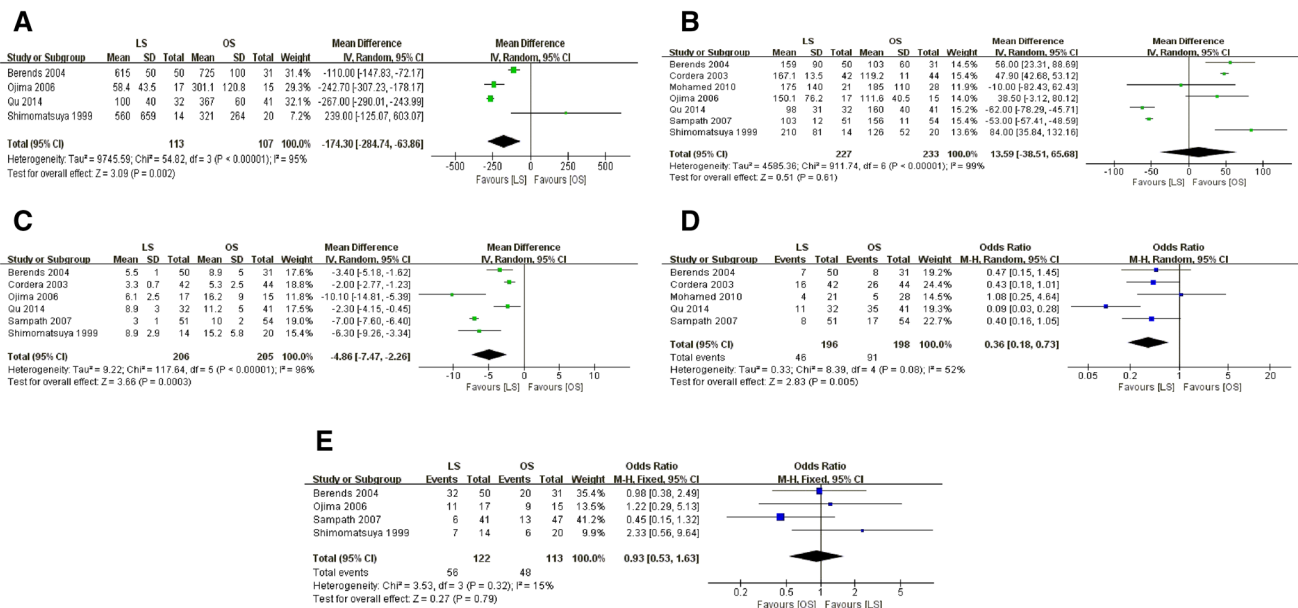 A
LS OS Mean Difference Mean Difference
Study or Subgroup Mean SD Total Mean SD Total Weight IV, Random, 95% CI IV, Random, 95% CI
Berends 2004 615 50 50 725 100 31 31.4% -110.00 [-147.83, -72.17]
Ojima 2006 58.4 43.5 17 301.1 120.8 15 29.6% -242.70 [-307.23, -178.17]
Qu 2014 100 40 32 367 60 41 31.9% -267.00 [-290.01, -243.99]
Shimomatsuya 1999 560 659 14 321 264 20 7.2% 239.00 [-125.07, 603.07]
Total (95% CI) 113 107 100.0% -174.30 [-284.74, -63.86]
Heterogeneity: Tau² = 9745.59; Chi² = 54.82, df = 3 (P < 0.00001); I² = 95%
Test for overall effect: Z = 3.09 (P = 0.002)
-500 -250 0 250 500
Favours [LS] Favours [OS]
B
LS OS Mean Difference Mean Difference
Study or Subgroup Mean SD Total Mean SD Total Weight IV, Random, 95% CI IV, Random, 95% CI
Berends 2004 159 90 50 103 60 31 14.5% 56.00 [23.31, 88.69]
Cordera 2003 167.1 13.5 42 119.2 11 44 15.5% 47.90 [42.68, 53.12]
Mohamed 2010 175 140 21 185 110 28 11.5% -10.00 [-82.43, 62.43]
Ojima 2006 150.1 76.2 17 111.6 40.5 15 14.1% 38.50 [-3.12, 80.12]
Qu 2014 98 31 32 160 40 41 15.2% -62.00 [-78.29, -45.71]
Sampath 2007 103 12 51 156 11 54 15.5% -53.00 [-57.41, -48.59]
Shimomatsuya 1999 210 81 14 126 52 20 13.6% 84.00 [35.84, 132.16]
Total (95% CI) 227 233 100.0% 13.59 [-38.51, 65.68]
Heterogeneity: Tau² = 4585.36; Chi² = 911.74, df = 6 (P < 0.00001); I² = 99%
Test for overall effect: Z = 0.51 (P = 0.61)
-100 -50 0 50 100
Favours [LS] Favours [OS]
C
LS OS Mean Difference Mean Difference
Study or Subgroup Mean SD Total Mean SD Total Weight IV, Random, 95% CI IV, Random, 95% CI
Berends 2004 5.5 1 50 8.9 5 31 17.6% -3.40 [-5.18, -1.62]
Cordera 2003 3.3 0.7 42 5.3 2.5 44 18.8% -2.00 [-2.77, -1.23]
Ojima 2006 6.1 2.5 17 16.2 9 15 11.9% -10.10 [-14.81, -5.39]
Qu 2014 8.9 3 32 11.2 5 41 17.4% -2.30 [-4.15, -0.45]
Sampath 2007 3 1 51 10 2 54 19.0% -7.00 [-7.60, -6.40]
Shimomatsuya 1999 8.9 2.9 14 15.2 5.8 20 15.4% -6.30 [-9.26, -3.34]
Total (95% CI) 206 205 100.0% -4.86 [-7.47, -2.26]
Heterogeneity: Tau² = 9.22; Chi² = 117.64, df = 5 (P < 0.00001); I² = 96%
Test for overall effect: Z = 3.66 (P = 0.0003)
-10 -5 0 5 10
Favours [LS] Favours [OS]
D
LS OS Odds Ratio Odds Ratio
Study or Subgroup Events Total Events Total Weight M-H, Random, 95% CI M-H, Random, 95% CI
Berends 2004 7 50 8 31 19.2% 0.47 [0.15, 1.45]
Cordera 2003 16 42 26 44 24.4% 0.43 [0.18, 1.01]
Mohamed 2010 4 21 5 28 14.5% 1.08 [0.25, 4.64]
Qu 2014 11 32 35 41 19.2% 0.09 [0.03, 0.28]
Sampath 2007 8 51 17 54 22.7% 0.40 [0.16, 1.05]
Total (95% CI) 196 198 100.0% 0.36 [0.18, 0.73]
Total events 46 91
Heterogeneity: Tau² = 0.33; Chi² = 8.39, df = 4 (P = 0.08); I² = 52%
Test for overall effect: Z = 2.83 (P = 0.005)
0.05 0.2 1 5 20
Favours [LS] Favours [OS]
E
LS OS Odds Ratio Odds Ratio
Study or Subgroup Events Total Events Total Weight M-H, Fixed, 95% CI M-H, Fixed, 95% CI
Berends 2004 32 50 20 31 35.4% 0.98 [0.38, 2.49]
Ojima 2006 11 17 9 15 13.5% 1.22 [0.29, 5.13]
Sampath 2007 6 41 13 47 41.2% 0.45 [0.15, 1.32]
Shimomatsuya 1999 7 14 6 20 9.9% 2.33 [0.56, 9.64]
Total (95% CI) 122 113 100.0% 0.93 [0.53, 1.63]
Total events 56 48
Heterogeneity: Chi² = 3.53, df = 3 (P = 0.32); I² = 15%
Test for overall effect: Z = 0.27 (P = 0.79)
0.2 0.5 1 2 5
Favours [OS] Favours [LS]